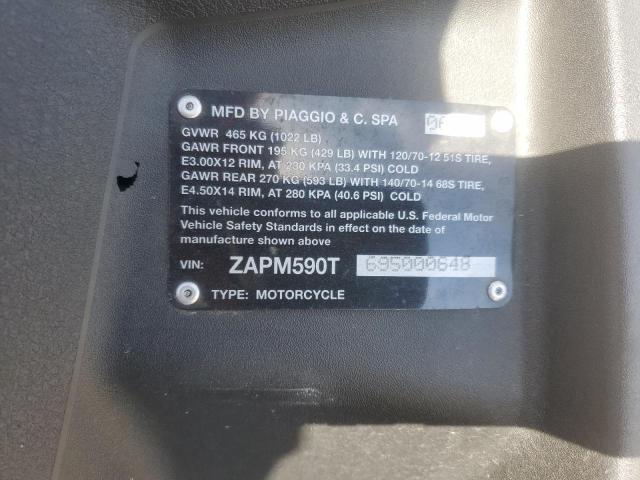 MFD BY PIAGGIO & C. SPA
GVWR 465 KG (1022 LB)
GAWR FRONT 195 KG (429 LB) WITH 120/70-12 51S TIRE,
E3.00X12 RIM, AT 230 KPA (33.4 PSI) COLD
GAWR REAR 270 KG (593 LB) WITH 140/70-14 68S TIRE,
E4.50X14 RIM, AT 280 KPA (40.6 PSI) COLD
This vehicle conforms to all applicable U.S. Federal Motor
Vehicle Safety Standards in effect on the date of
manufacture shown above
VIN: ZAPM590T 695000648
TYPE: MOTORCYCLE